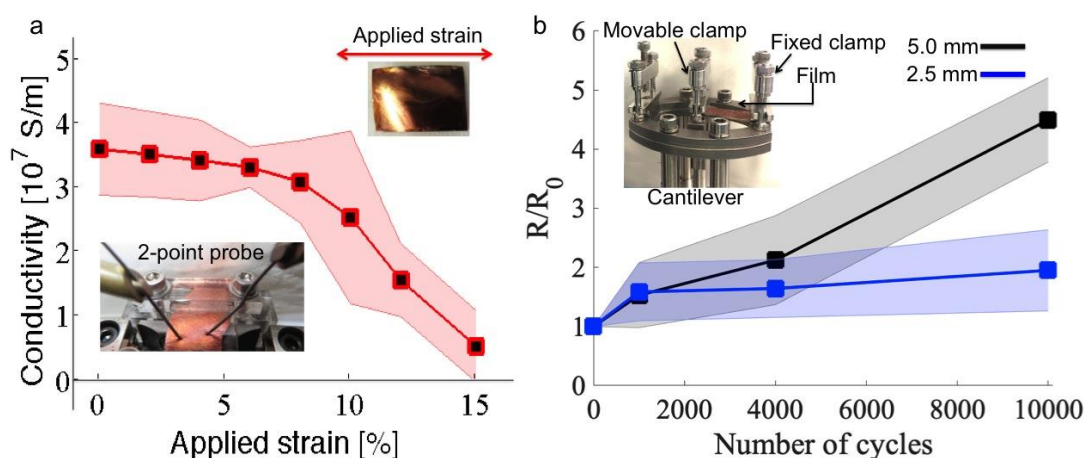 a
Applied strain
5
4
3
2
1
0
Conductivity [10⁷ S/m]
2-point probe
0
5
10
15
Applied strain [%]
b
Movable clamp
Fixed clamp
Film
Cantilever
5.0 mm
2.5 mm
6
5
4
3
2
1
0
R/R₀
0
2000
4000
6000
8000
10000
Number of cycles